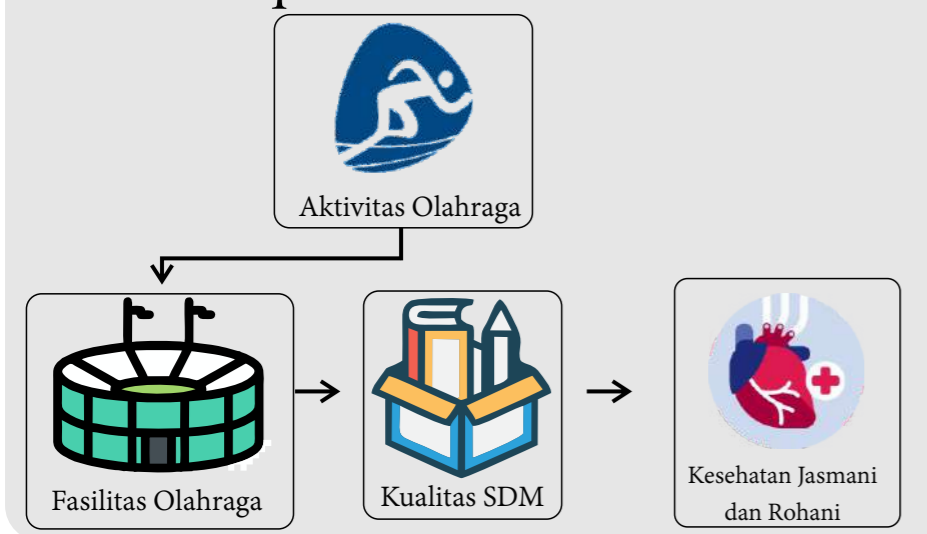 Aktivitas Olahraga
Fasilitas Olahraga
Kualitas SDM
Kesehatan Jasmani
dan Rohani